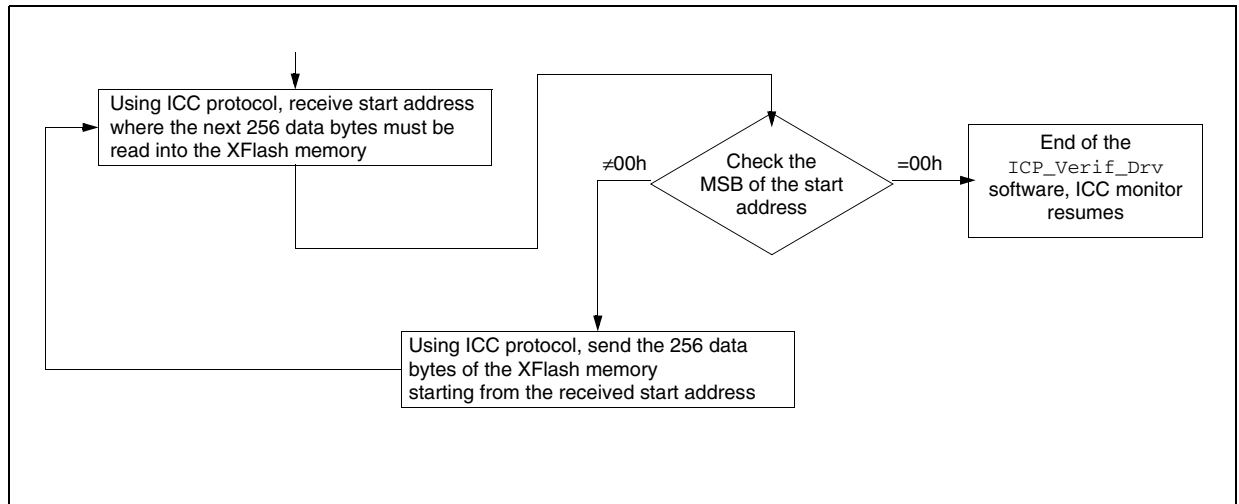 Using ICC protocol, receive start address
where the next 256 data bytes must be
read into the XFlash memory
≠00h
Check the
MSB of the start
address
=00h
End of the
ICP_Verif_Drv
software, ICC monitor
resumes
Using ICC protocol, send the 256 data
bytes of the XFlash memory
starting from the received start address